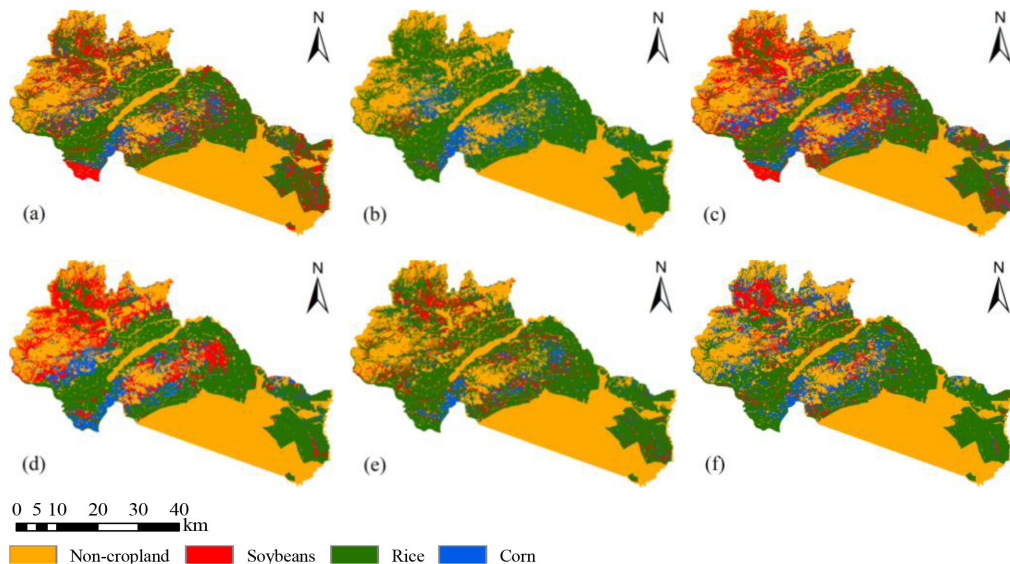 N N N
(a) (b) (c)
N N N
(d) (e) (f)
0 5 10 20 30 40
km
Non-cropland Soybeans Rice Corn